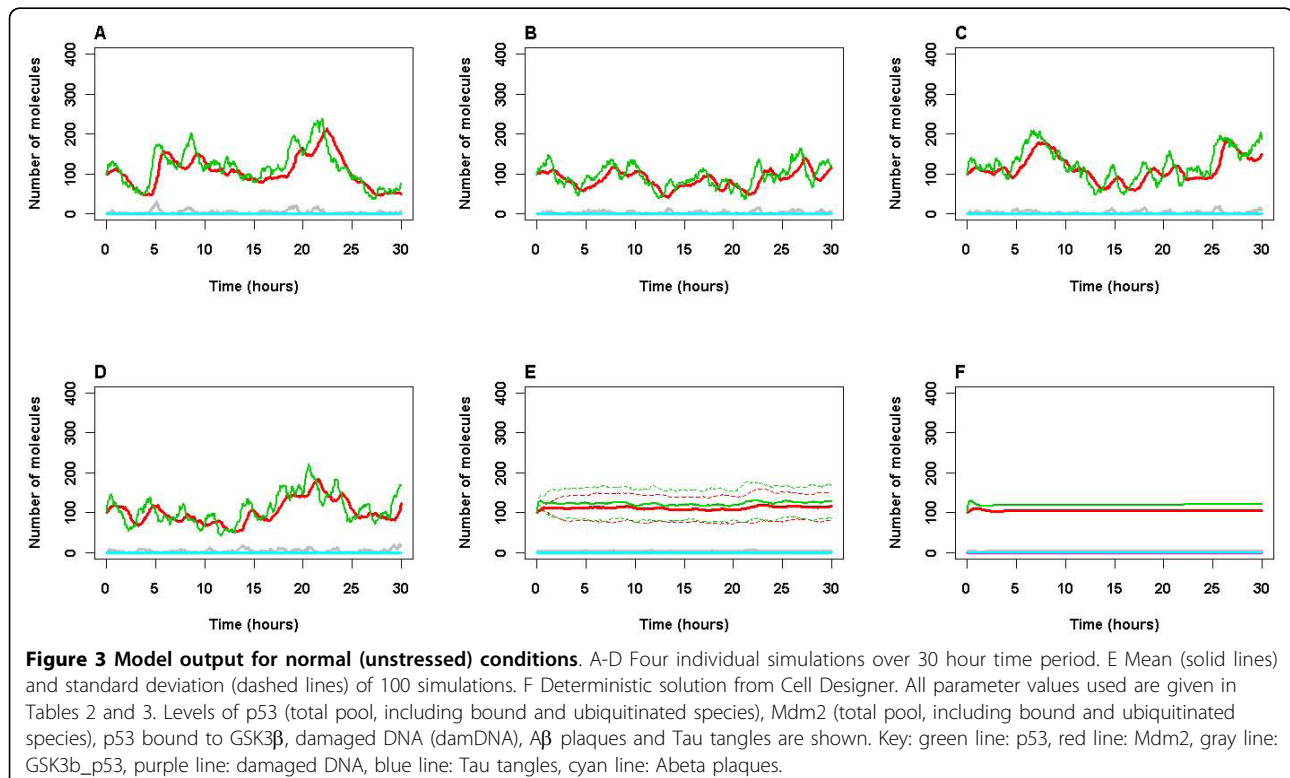 A
B
C
Number of molecules
400
300
200
100
0
0 5 10 15 20 25 30
Time (hours)
Number of molecules
400
300
200
100
0
0 5 10 15 20 25 30
Time (hours)
Number of molecules
400
300
200
100
0
0 5 10 15 20 25 30
Time (hours)
D
E
F
Number of molecules
400
300
200
100
0
0 5 10 15 20 25 30
Time (hours)
Number of molecules
400
300
200
100
0
0 5 10 15 20 25 30
Time (hours)
Number of molecules
400
300
200
100
0
0 5 10 15 20 25 30
Time (hours)
Figure 3 Model output for normal (unstressed) conditions. A-D Four individual simulations over 30 hour time period. E Mean (solid lines)
and standard deviation (dashed lines) of 100 simulations. F Deterministic solution from Cell Designer. All parameter values used are given in
Tables 2 and 3. Levels of p53 (total pool, including bound and ubiquitinated species), Mdm2 (total pool, including bound and ubiquitinated
species), p53 bound to GSK3β, damaged DNA (damDNA), Aβ plaques and Tau tangles are shown. Key: green line: p53, red line: Mdm2, gray line:
GSK3b_p53, purple line: damaged DNA, blue line: Tau tangles, cyan line: Abeta plaques.